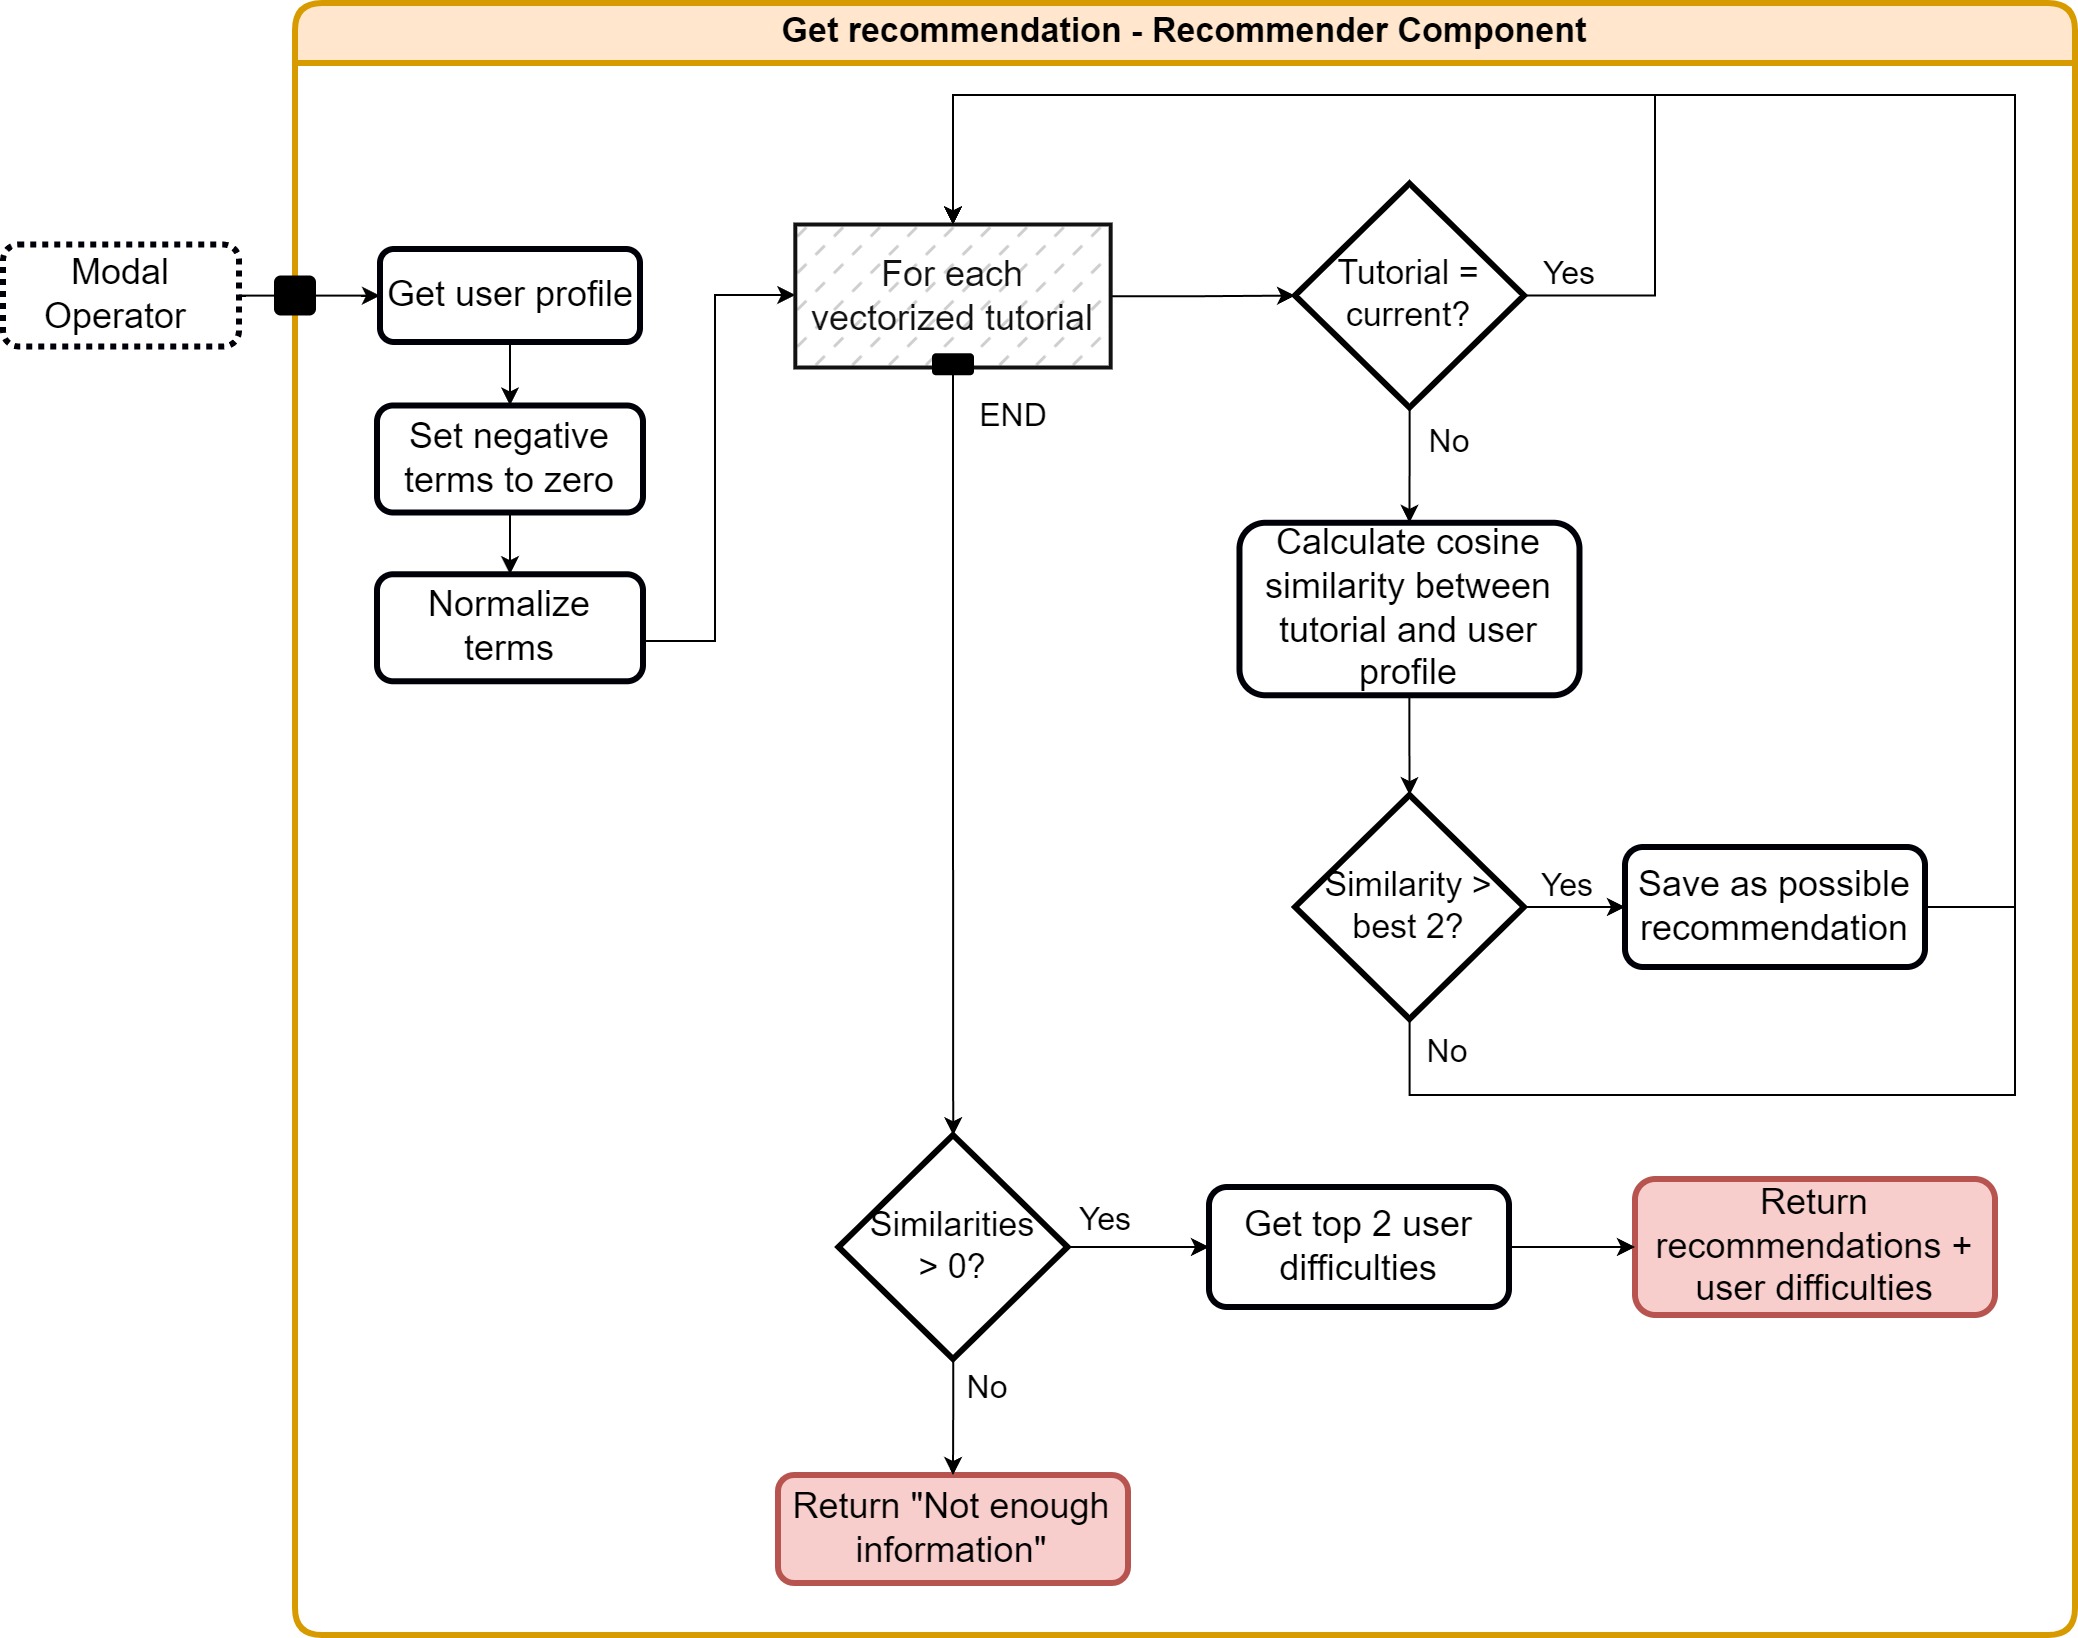 Get recommendation - Recommender Component
Modal
Operator
Get user profile
Set negative
terms to zero
Normalize
terms
For each
vectorized tutorial
END
Tutorial =
current?
Yes
No
Calculate cosine
similarity between
tutorial and user
profile
Similarity >
best 2?
Yes
Save as possible
recommendation
No
Similarities
> 0?
Yes
Get top 2 user
difficulties
Return
recommendations +
user difficulties
No
Return "Not enough
information"